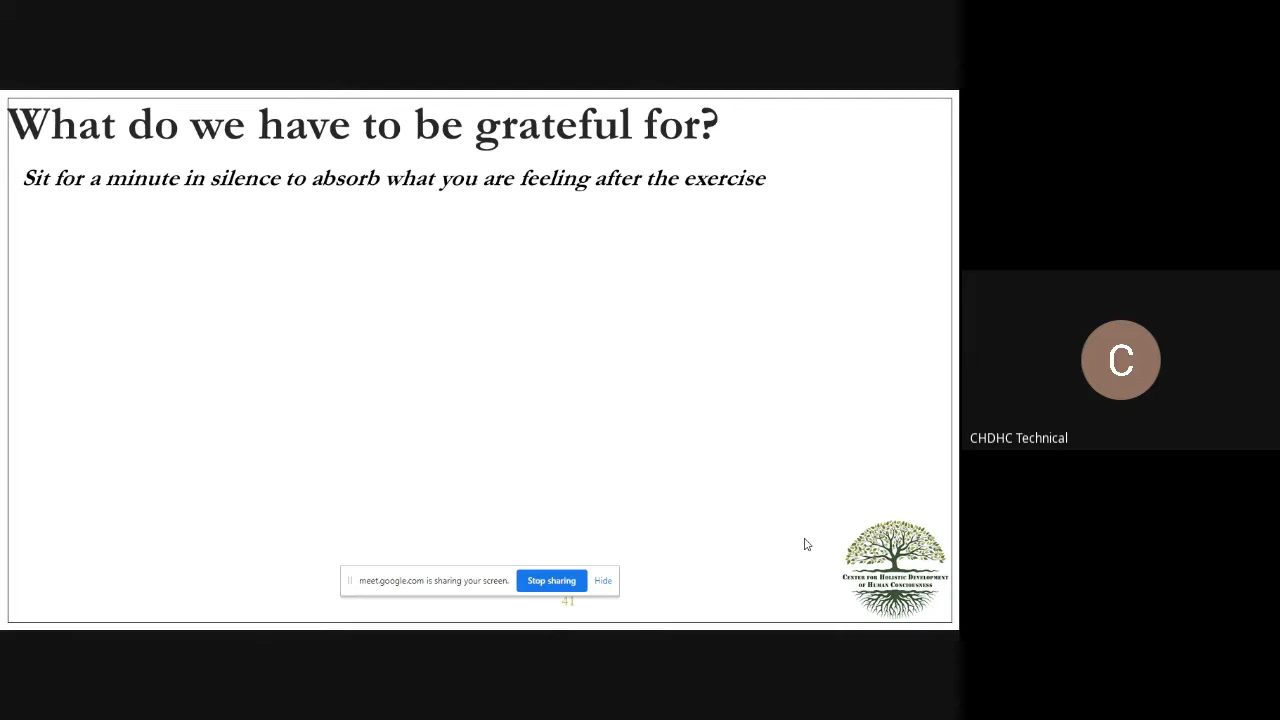 What do we have to be grateful for?
Sit for a minute in silence to absorb what you are feeling after the exercise
C
CHDHC Technical
CENTER FOR HOLISTIC DEVELOPMENT
OF HUMAN CONCIOUSNESS
meet.google.com is sharing your screen.
Stop sharing
Hide
41